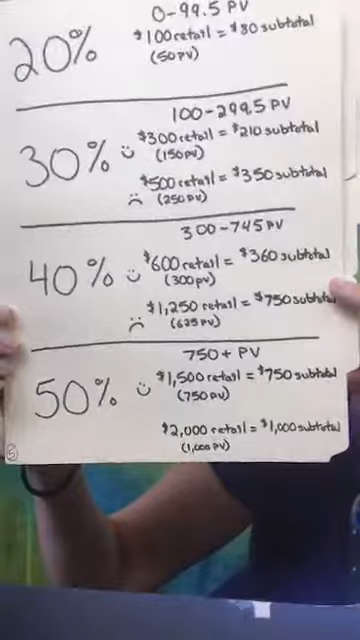 0-99.5 PV
20% $100 retail = $80 subtotal
(50 PV)
100-299.5 PV
30% $300 retail = $210 subtotal
(150 PV)
$500 retail = $350 subtotal
(250 PV)
300-745 PV
40% $600 retail = $360 subtotal
(300 PV)
$1,250 retail = $750 subtotal
(625 PV)
750+ PV
50% $1,500 retail = $750 subtotal
(750 PV)
$2,000 retail = $1,000 subtotal
(1,000 PV)
5